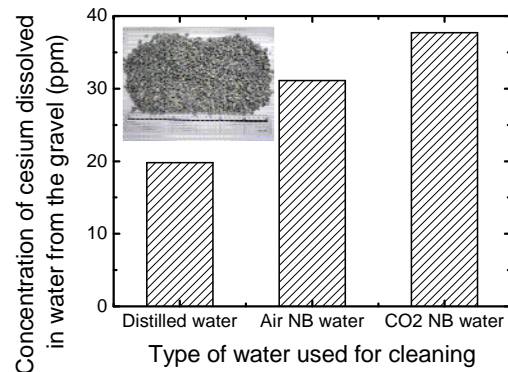 Concentration of cesium dissolved
in water from the gravel (ppm)
40
30
20
10
0
Distilled water
Air NB water
CO2 NB water
Type of water used for cleaning